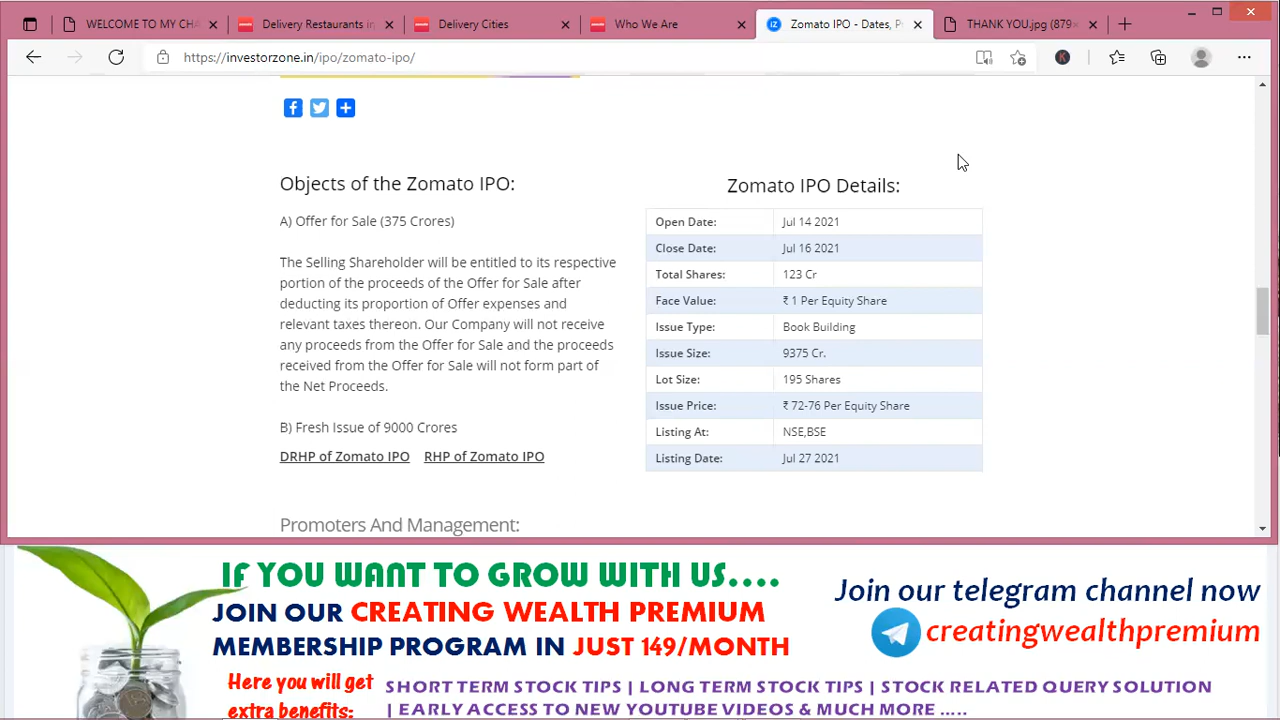 WELCOME TO MY CHA
Delivery Restaurants in
Delivery Cities
Who We Are
Zomato IPO - Dates, P
THANK YOU.jpg (879×
https://investorzone.in/ipo/zomato-ipo/
Objects of the Zomato IPO:
A) Offer for Sale (375 Crores)
The Selling Shareholder will be entitled to its respective
portion of the proceeds of the Offer for Sale after
deducting its proportion of Offer expenses and
relevant taxes thereon. Our Company will not receive
any proceeds from the Offer for Sale and the proceeds
received from the Offer for Sale will not form part of
the Net Proceeds.
B) Fresh Issue of 9000 Crores
DRHP of Zomato IPO RHP of Zomato IPO
Zomato IPO Details:
Open Date: Jul 14 2021
Close Date: Jul 16 2021
Total Shares: 123 Cr
Face Value: ₹ 1 Per Equity Share
Issue Type: Book Building
Issue Size: 9375 Cr.
Lot Size: 195 Shares
Issue Price: ₹ 72-76 Per Equity Share
Listing At: NSE,BSE
Listing Date: Jul 27 2021
Promoters And Management:
IF YOU WANT TO GROW WITH US....
JOIN OUR CREATING WEALTH PREMIUM
MEMBERSHIP PROGRAM IN JUST 149/MONTH
Join our telegram channel now
creatingwealthpremium
Here you will get
extra benefits:
SHORT TERM STOCK TIPS | LONG TERM STOCK TIPS | STOCK RELATED QUERY SOLUTION
| EARLY ACCESS TO NEW YOUTUBE VIDEOS & MUCH MORE .....